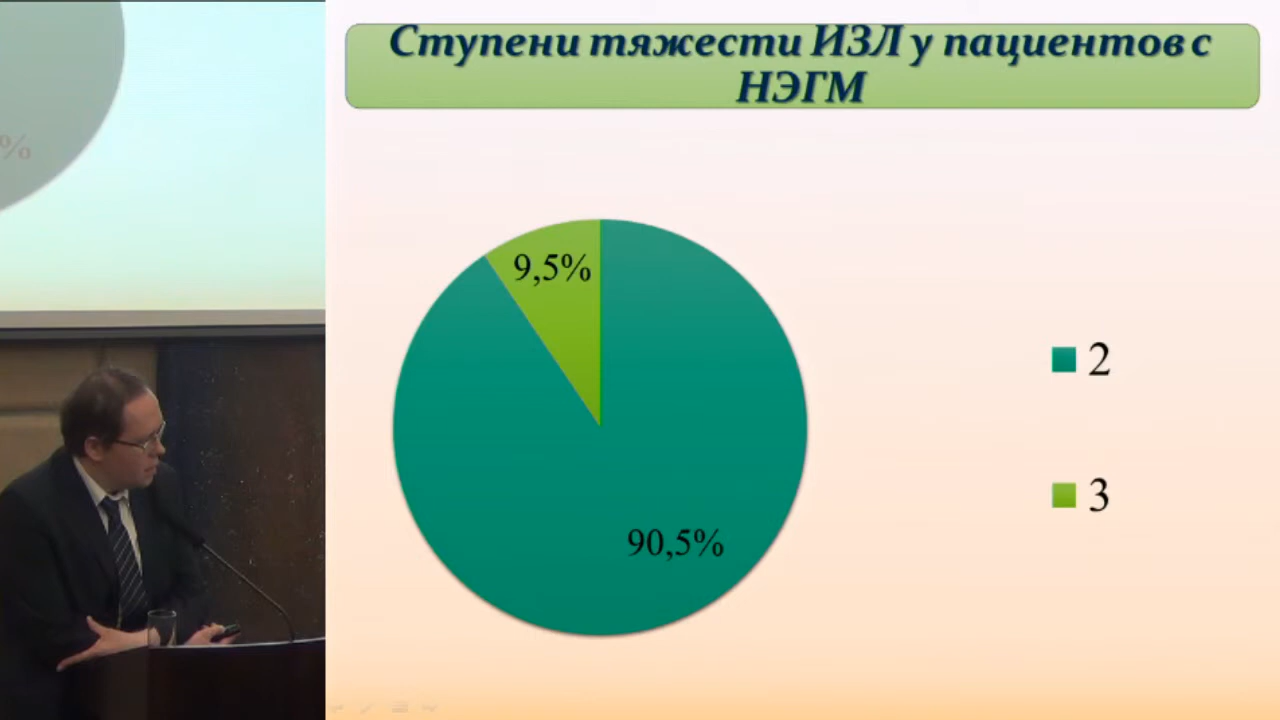 %
Ступени тяжести ИЗЛ у пациентов с
НЭГМ
9,5%
90,5%
2
3